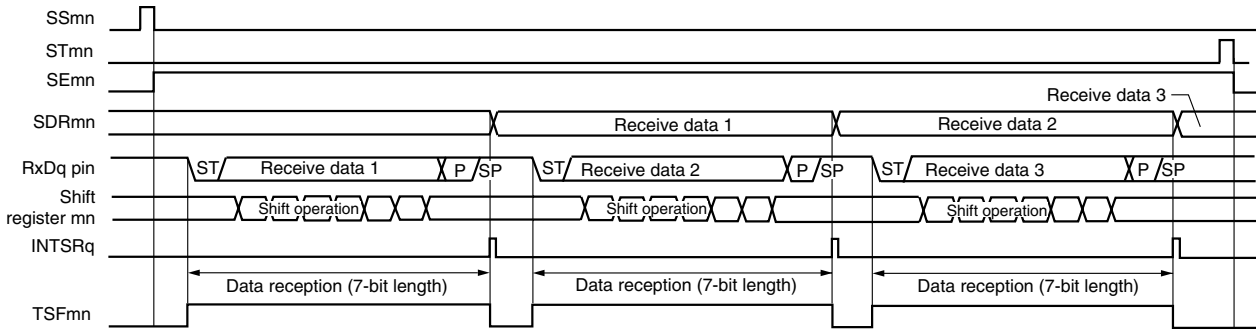 SSmn
STmn
SEmn
Receive data 3
SDRmn Receive data 1 Receive data 2
RxDq pin ST Receive data 1 P SP ST Receive data 2 P SP ST Receive data 3 P SP
Shift
register mn Shift operation Shift operation Shift operation
INTSRq
Data reception (7-bit length) Data reception (7-bit length) Data reception (7-bit length)
TSFmn